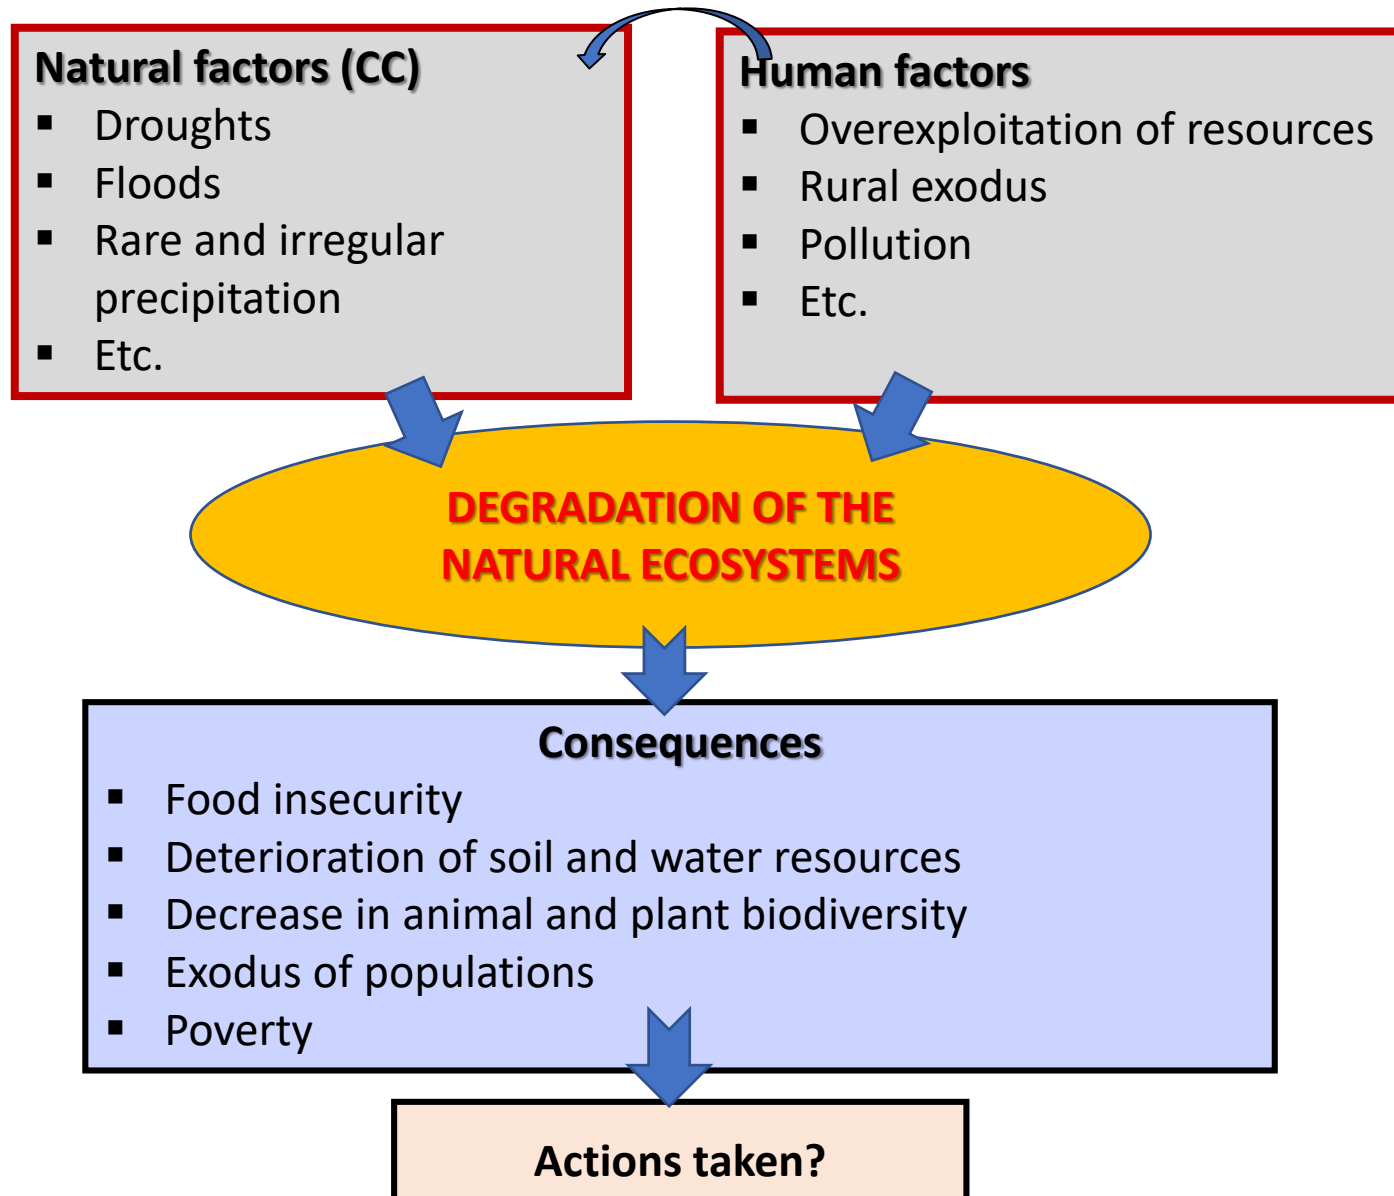 Natural factors (CC)
▪ Droughts
▪ Floods
▪ Rare and irregular
precipitation
▪ Etc.
Human factors
▪ Overexploitation of resources
▪ Rural exodus
▪ Pollution
▪ Etc.
DEGRADATION OF THE
NATURAL ECOSYSTEMS
Consequences
▪ Food insecurity
▪ Deterioration of soil and water resources
▪ Decrease in animal and plant biodiversity
▪ Exodus of populations
▪ Poverty
Actions taken?